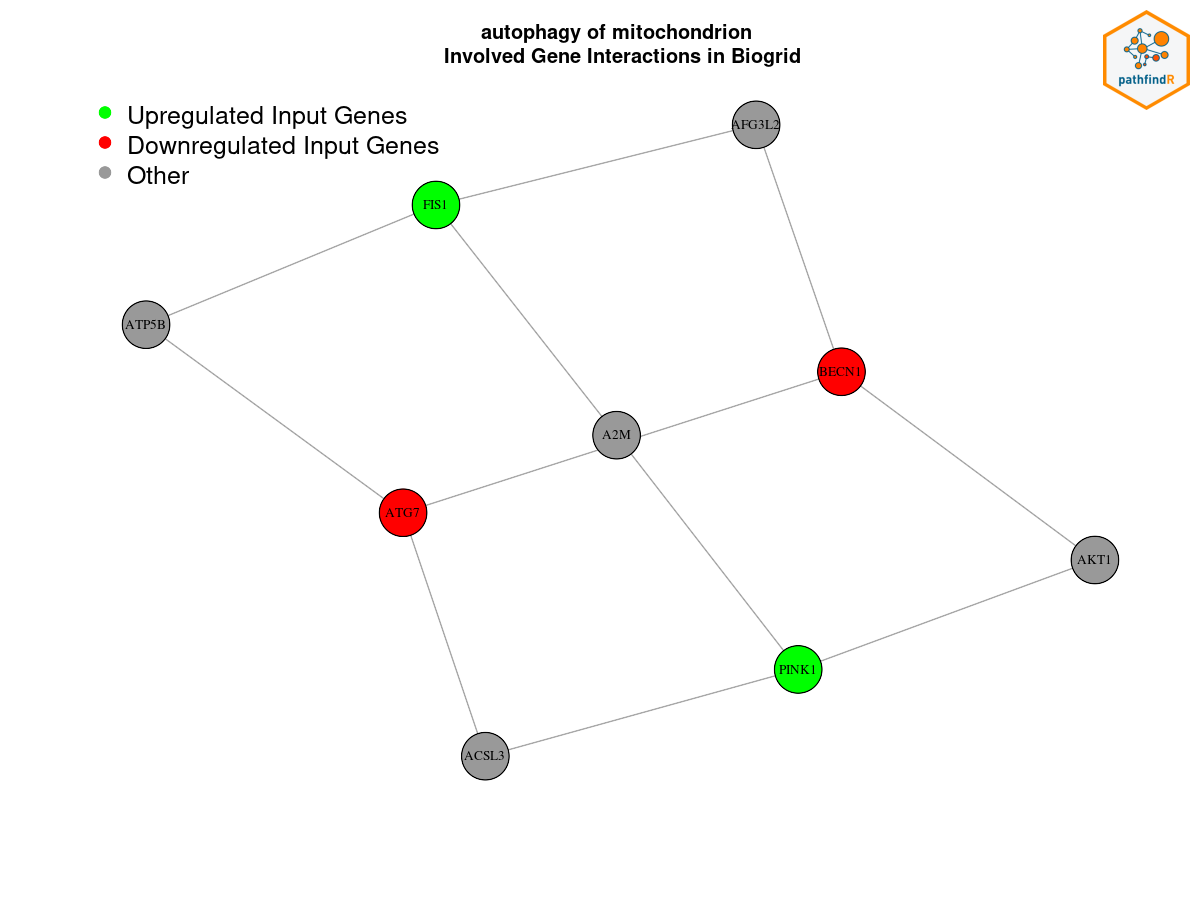 autophagy of mitochondrion
Involved Gene Interactions in Biogrid
pathfindR
Upregulated Input Genes
Downregulated Input Genes
Other
AFG3L2
FIS1
ATP5B
BECN1
A2M
ATG7
AKT1
PINK1
ACSL3